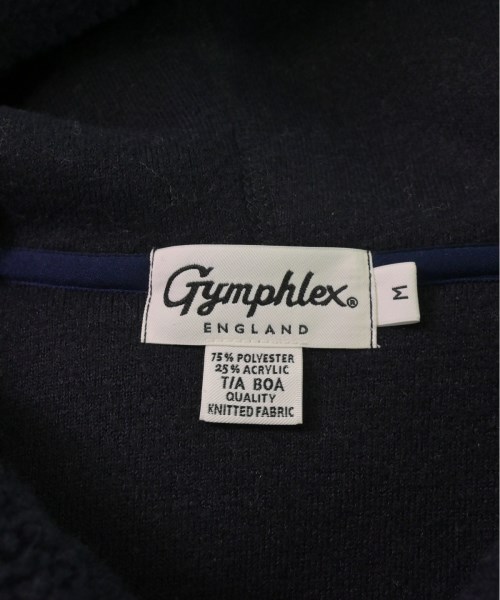 Gymphlex®
ENGLAND
M
75% POLYESTER
25% ACRYLIC
T/A BOA
QUALITY
KNITTED FABRIC